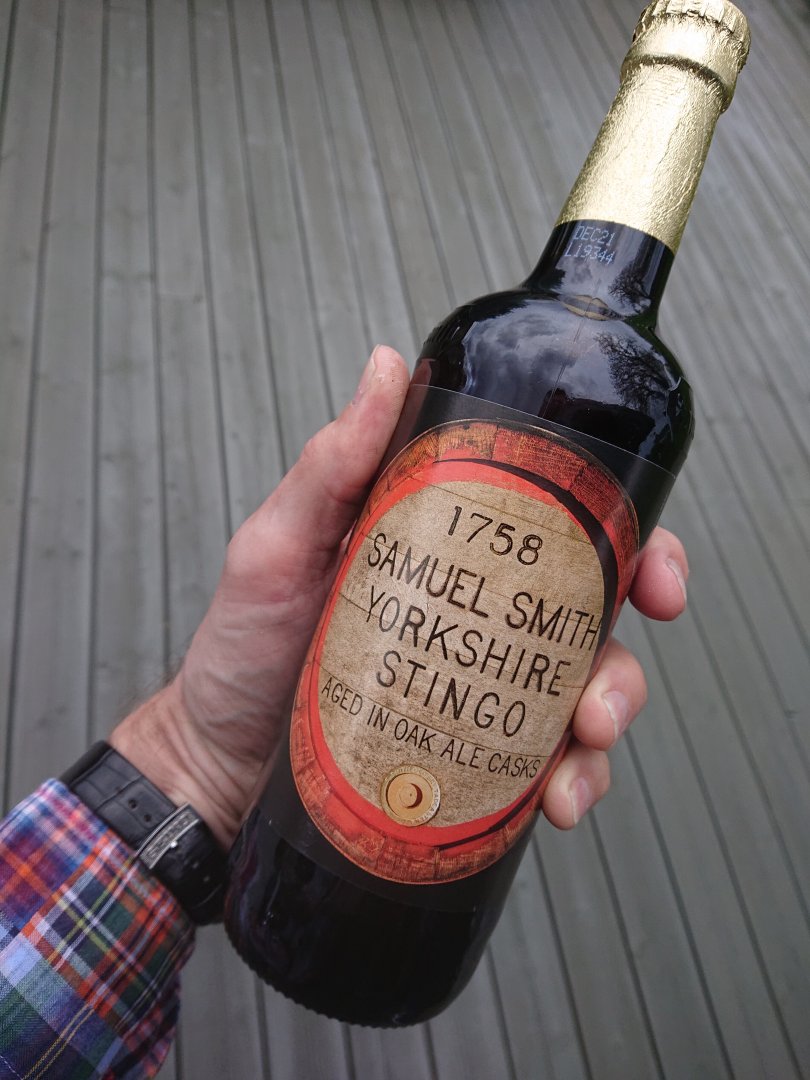 DEC21
L19344
1758
SAMUEL SMITH
YORKSHIRE
STINGO
AGED IN OAK ALE CASKS